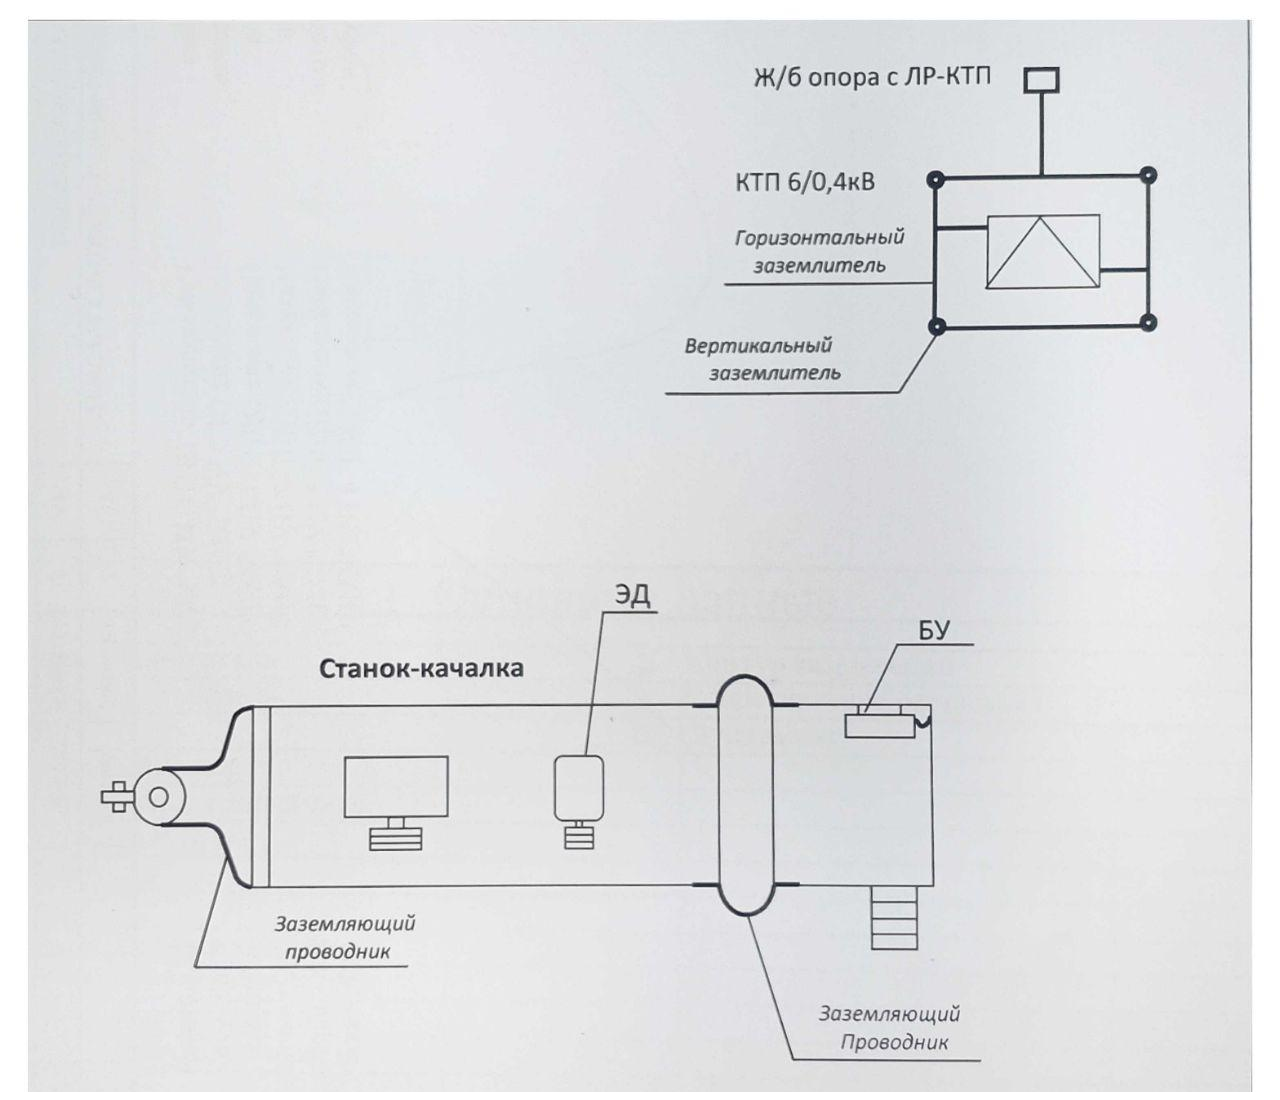 Ж/б опора с ЛР-КТП
КТП 6/0,4кВ
Горизонтальный
заземлитель
Вертикальный
заземлитель
ЭД
БУ
Станок-качалка
Заземляющий
проводник
Заземляющий
Проводник